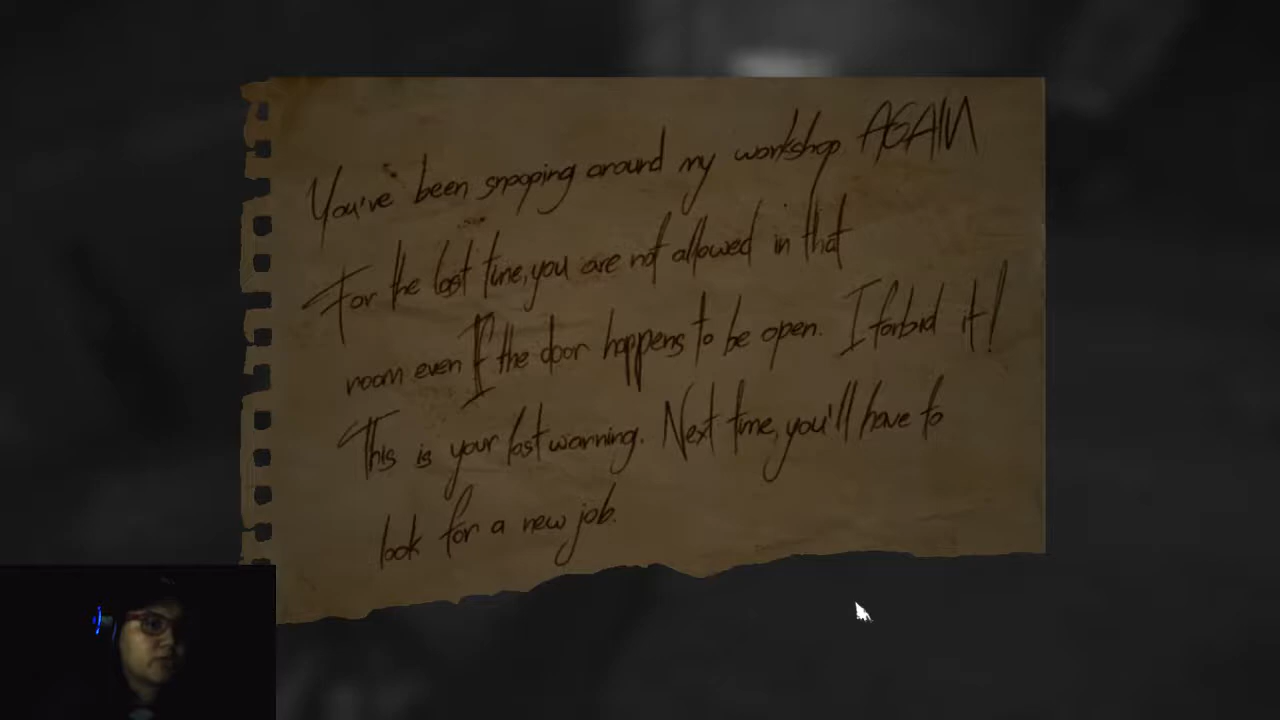 You've been snooping around my workshop AGAIN
For the last time, you are not allowed in that
room even If the door happens to be open. I forbid it!
This is your last warning. Next time, you'll have to
look for a new job.